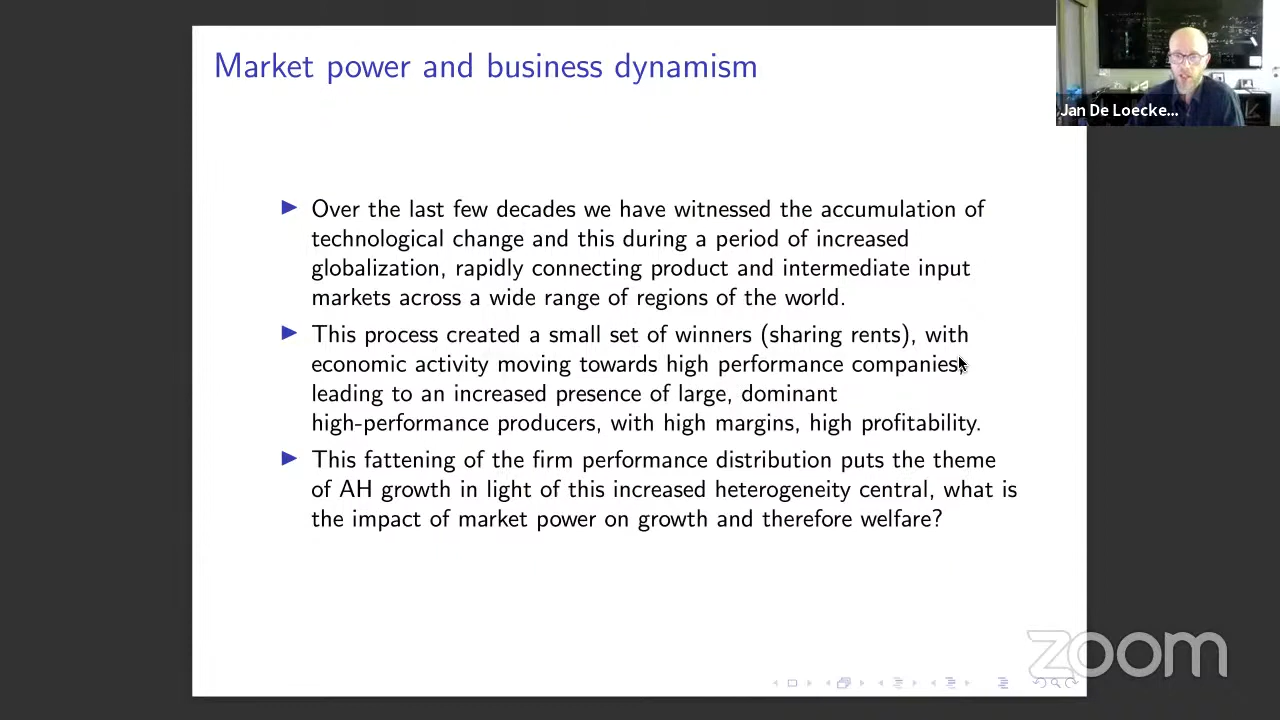 Market power and business dynamism
Jan De Loecke...
▶ Over the last few decades we have witnessed the accumulation of
technological change and this during a period of increased
globalization, rapidly connecting product and intermediate input
markets across a wide range of regions of the world.
▶ This process created a small set of winners (sharing rents), with
economic activity moving towards high performance companies,
leading to an increased presence of large, dominant
high-performance producers, with high margins, high profitability.
▶ This fattening of the firm performance distribution puts the theme
of AH growth in light of this increased heterogeneity central, what is
the impact of market power on growth and therefore welfare?
zoom